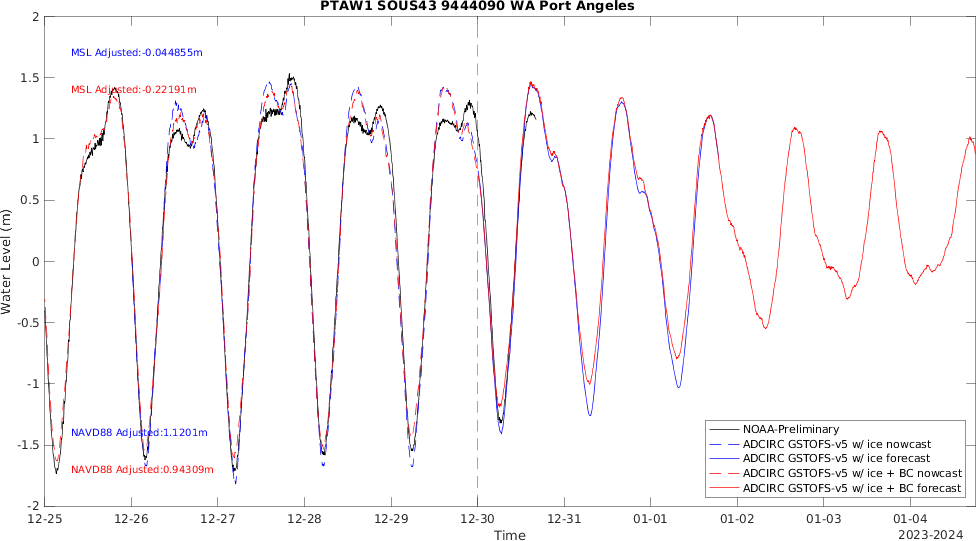 PTAW1 SOUS43 9444090 WA Port Angeles
2
MSL Adjusted:-0.044855m
1.5
MSL Adjusted:-0.22191m
1
0.5
0
-0.5
-1
-1.5
-2
Water Level (m)
NAVD88 Adjusted:1.1201m
NAVD88 Adjusted:0.94309m
NOAA-Preliminary
ADCIRC GSTOFS-v5 w/ ice nowcast
ADCIRC GSTOFS-v5 w/ ice forecast
ADCIRC GSTOFS-v5 w/ ice + BC nowcast
ADCIRC GSTOFS-v5 w/ ice + BC forecast
12-25 12-26 12-27 12-28 12-29 12-30 12-31 01-01 01-02 01-03 01-04
Time
2023-2024